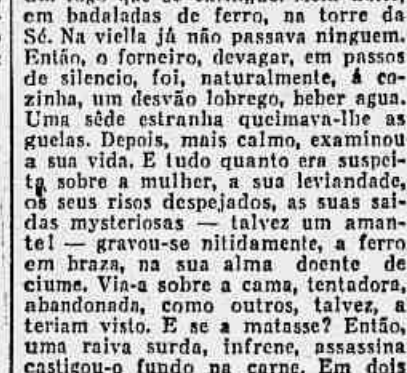 em badaladas de ferro, na torre da
Sé. Na viella já não passava ninguem.
Então, o forneiro, devagar, em passos
de silencio, foi, naturalmente, á co-
zinha, um desvão lobrego, beber agua.
Uma sêde estranha queimava-lhe as
guelas. Depois, mais calmo, examinou
a sua vida. E tudo quanto era suspei-
ta sobre a mulher, a sua leviandade,
os seus risos despejados, as suas sai-
das mysteriosas — talvez um aman-
te! — gravou-se nitidamente, a ferro
em braza, na sua alma doente de
ciume. Via-a sobre a cama, tentadora,
abandonada, como outros, talvez, a
teriam visto. E se a matasse? Então,
uma raiva surda, infrene, assassina
castigou-o fundo na carne. Em dois